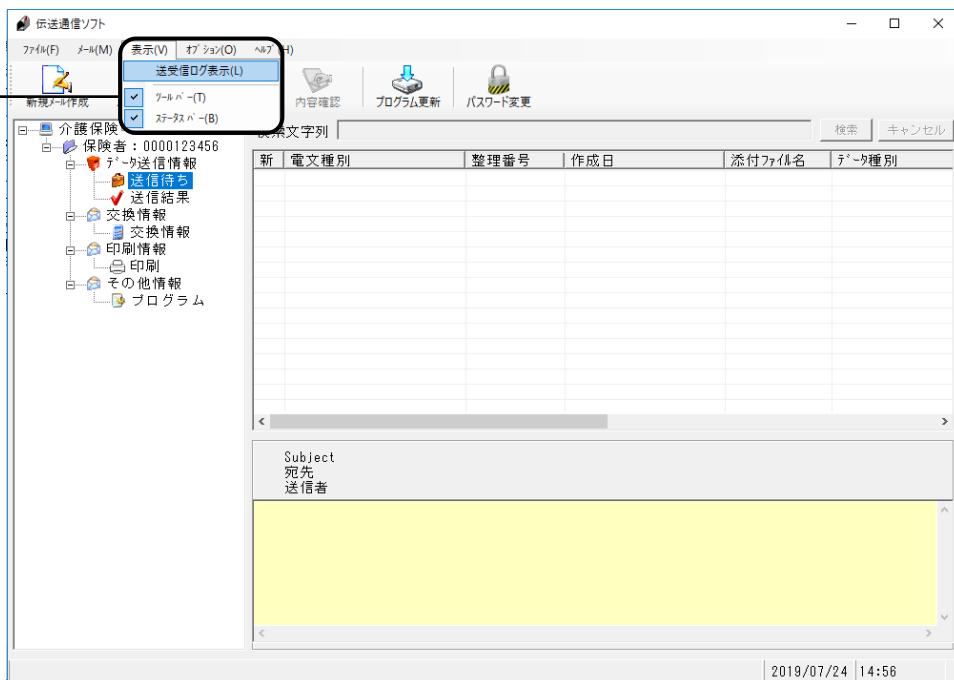 伝送通信ソフト
ファイル(F) メール(M) 表示(V) オプション(O) ヘルプ(H)
送受信ログ表示(L)
ツールバー(T)
ステータスバー(B)
新規メール作成 内容確認 プログラム更新 パスワード変更
検索文字列 検索 キャンセル
介護保険
保険者：0000123456
データ送信情報
送信待ち
送信結果
交換情報
交換情報
印刷情報
印刷
その他情報
プログラム
新 電文種別 整理番号 作成日 添付ファイル名 データ種別
Subject
宛先
送信者
2019/07/24 14:56